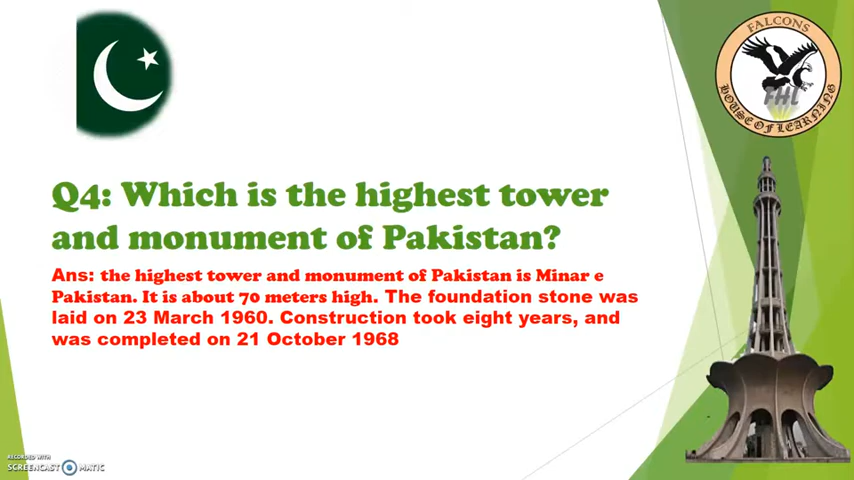 FALCONS
FHL
HOUSE OF LEARNING
Q4: Which is the highest tower
and monument of Pakistan?
Ans: the highest tower and monument of Pakistan is Minar e
Pakistan. It is about 70 meters high. The foundation stone was
laid on 23 March 1960. Construction took eight years, and
was completed on 21 October 1968
RECORDED WITH
SCREENCAST MATIC